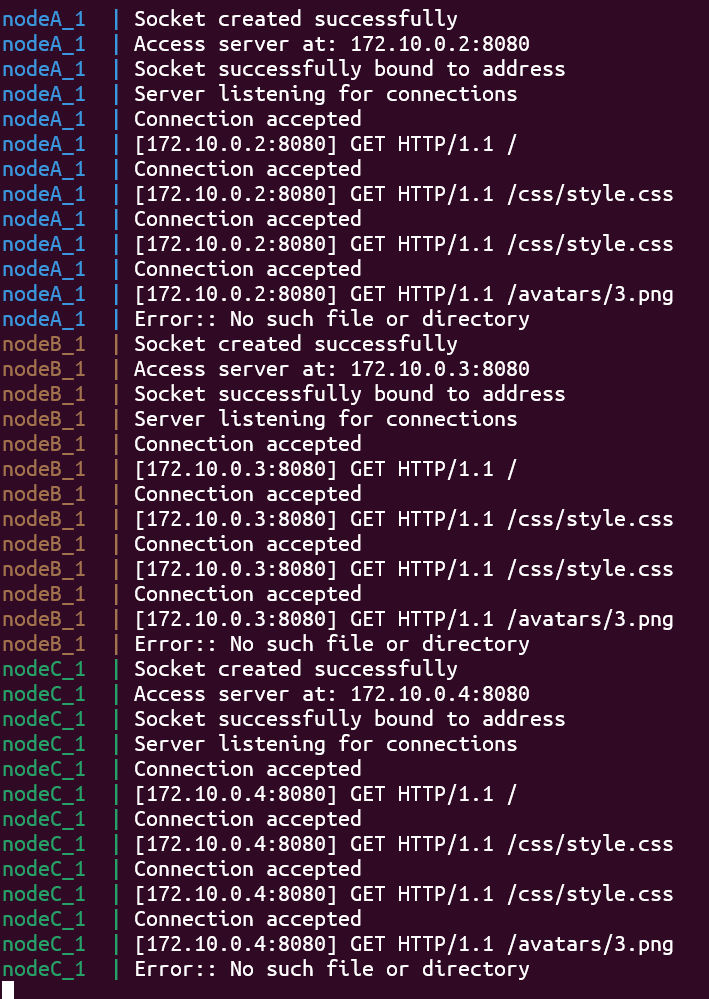 nodeA_1  | Socket created successfully
nodeA_1  | Access server at: 172.10.0.2:8080
nodeA_1  | Socket successfully bound to address
nodeA_1  | Server listening for connections
nodeA_1  | Connection accepted
nodeA_1  | [172.10.0.2:8080] GET HTTP/1.1 /
nodeA_1  | Connection accepted
nodeA_1  | [172.10.0.2:8080] GET HTTP/1.1 /css/style.css
nodeA_1  | Connection accepted
nodeA_1  | [172.10.0.2:8080] GET HTTP/1.1 /css/style.css
nodeA_1  | Connection accepted
nodeA_1  | [172.10.0.2:8080] GET HTTP/1.1 /avatars/3.png
nodeA_1  | Error:: No such file or directory
nodeB_1  | Socket created successfully
nodeB_1  | Access server at: 172.10.0.3:8080
nodeB_1  | Socket successfully bound to address
nodeB_1  | Server listening for connections
nodeB_1  | Connection accepted
nodeB_1  | [172.10.0.3:8080] GET HTTP/1.1 /
nodeB_1  | Connection accepted
nodeB_1  | [172.10.0.3:8080] GET HTTP/1.1 /css/style.css
nodeB_1  | Connection accepted
nodeB_1  | [172.10.0.3:8080] GET HTTP/1.1 /css/style.css
nodeB_1  | Connection accepted
nodeB_1  | [172.10.0.3:8080] GET HTTP/1.1 /avatars/3.png
nodeB_1  | Error:: No such file or directory
nodeC_1  | Socket created successfully
nodeC_1  | Access server at: 172.10.0.4:8080
nodeC_1  | Socket successfully bound to address
nodeC_1  | Server listening for connections
nodeC_1  | Connection accepted
nodeC_1  | [172.10.0.4:8080] GET HTTP/1.1 /
nodeC_1  | Connection accepted
nodeC_1  | [172.10.0.4:8080] GET HTTP/1.1 /css/style.css
nodeC_1  | Connection accepted
nodeC_1  | [172.10.0.4:8080] GET HTTP/1.1 /css/style.css
nodeC_1  | Connection accepted
nodeC_1  | [172.10.0.4:8080] GET HTTP/1.1 /avatars/3.png
nodeC_1  | Error:: No such file or directory